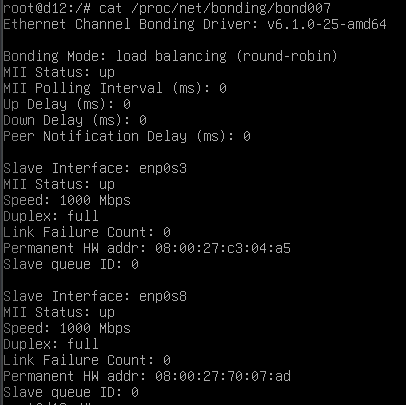 root@d12:/# cat /proc/net/bonding/bond007
Ethernet Channel Bonding Driver: v6.1.0-25-amd64
Bonding Mode: load balancing (round-robin)
MII Status: up
MII Polling Interval (ms): 0
Up Delay (ms): 0
Down Delay (ms): 0
Peer Notification Delay (ms): 0
Slave Interface: enp0s3
MII Status: up
Speed: 1000 Mbps
Duplex: full
Link Failure Count: 0
Permanent HW addr: 08:00:27:c3:04:a5
Slave queue ID: 0
Slave Interface: enp0s8
MII Status: up
Speed: 1000 Mbps
Duplex: full
Link Failure Count: 0
Permanent HW addr: 08:00:27:70:07:ad
Slave queue ID: 0